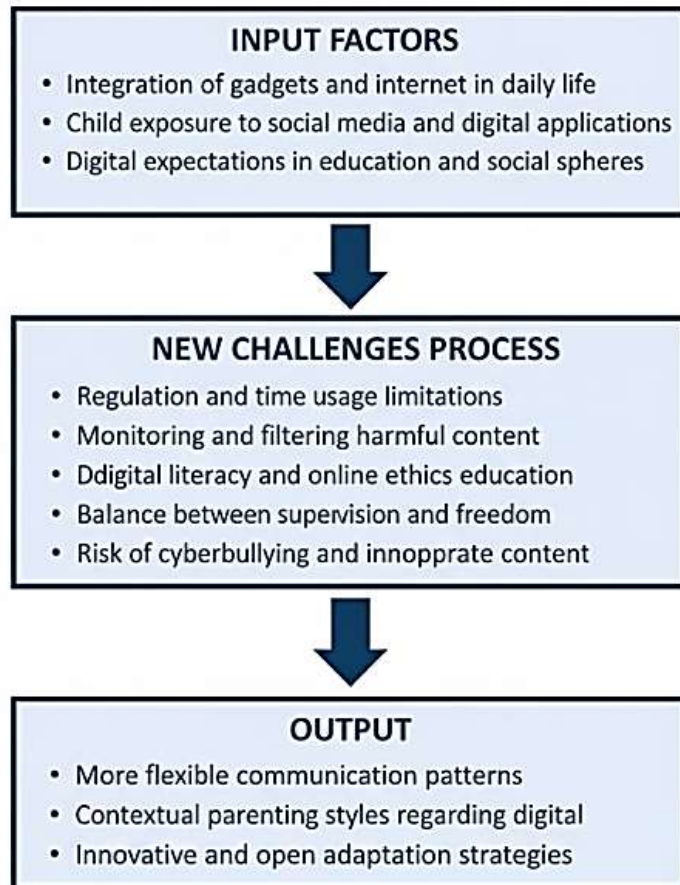 INPUT FACTORS
• Integration of gadgets and internet in daily life
• Child exposure to social media and digital applications
• Digital expectations in education and social spheres
NEW CHALLENGES PROCESS
• Regulation and time usage limitations
• Monitoring and filtering harmful content
• Ddigital literacy and online ethics education
• Balance between supervision and freedom
• Risk of cyberbullying and innopprate content
OUTPUT
• More flexible communication patterns
• Contextual parenting styles regarding digital
• Innovative and open adaptation strategies